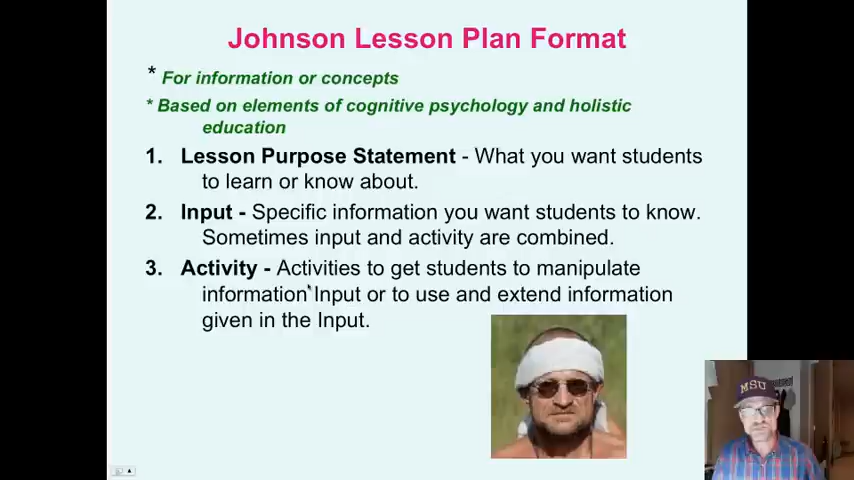 Johnson Lesson Plan Format
* For information or concepts
* Based on elements of cognitive psychology and holistic
education
1. Lesson Purpose Statement - What you want students
to learn or know about.
2. Input - Specific information you want students to know.
Sometimes input and activity are combined.
3. Activity - Activities to get students to manipulate
information Input or to use and extend information
given in the Input.
MSU